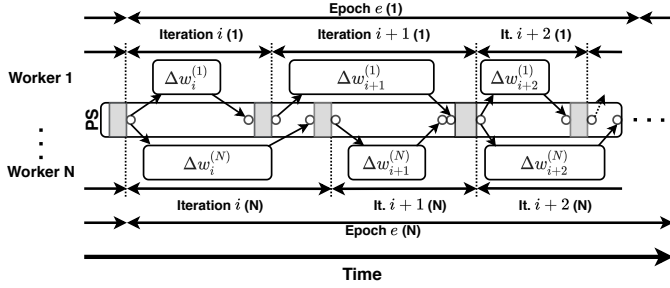 Epoch e (1)
Iteration i (1) Iteration i + 1 (1) It. i + 2 (1)
Worker 1 Δw_i^{(1)} Δw_{i+1}^{(1)} Δw_{i+2}^{(1)}
PS
Worker N Δw_i^{(N)} Δw_{i+1}^{(N)} Δw_{i+2}^{(N)}
Iteration i (N) It. i + 1 (N) It. i + 2 (N)
Epoch e (N)
Time